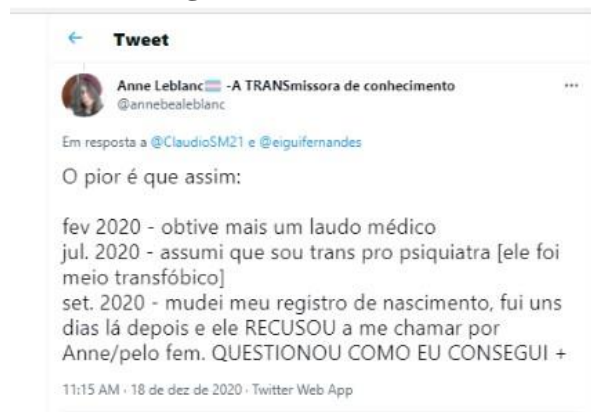 Tweet
Anne Leblanc -A TRANSmissora de conhecimento
@annebealeblanc
Em resposta a @ClaudioSM21 e @eiguifernandes
O pior é que assim:
fev 2020 - obtive mais um laudo médico
jul. 2020 - assumi que sou trans pro psiquiatra [ele foi
meio transfóbico]
set. 2020 - mudei meu registro de nascimento, fui uns
dias lá depois e ele RECUSOU a me chamar por
Anne/pelo fem. QUESTIONOU COMO EU CONSEGUI +
11:15 AM · 18 de dez de 2020 · Twitter Web App